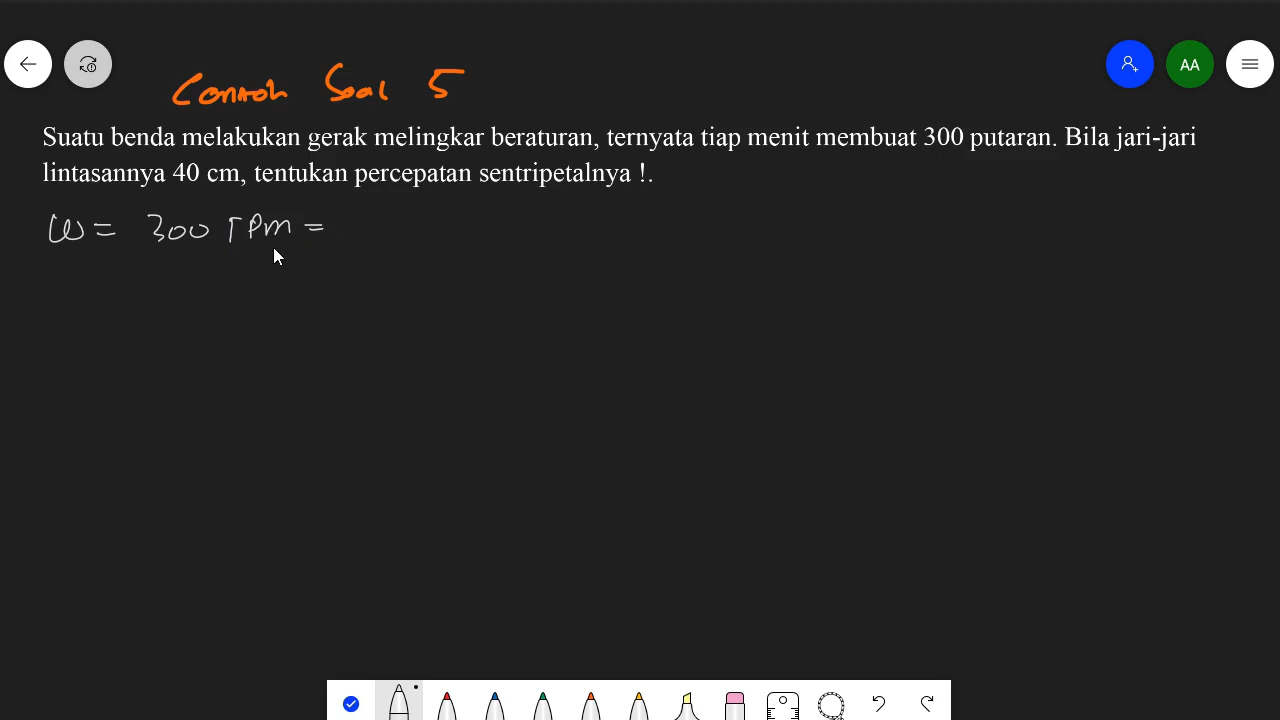 AA
Contoh Soal 5
Suatu benda melakukan gerak melingkar beraturan, ternyata tiap menit membuat 300 putaran. Bila jari-jari
lintasannya 40 cm, tentukan percepatan sentripetalnya !.
ω = 300 rpm =